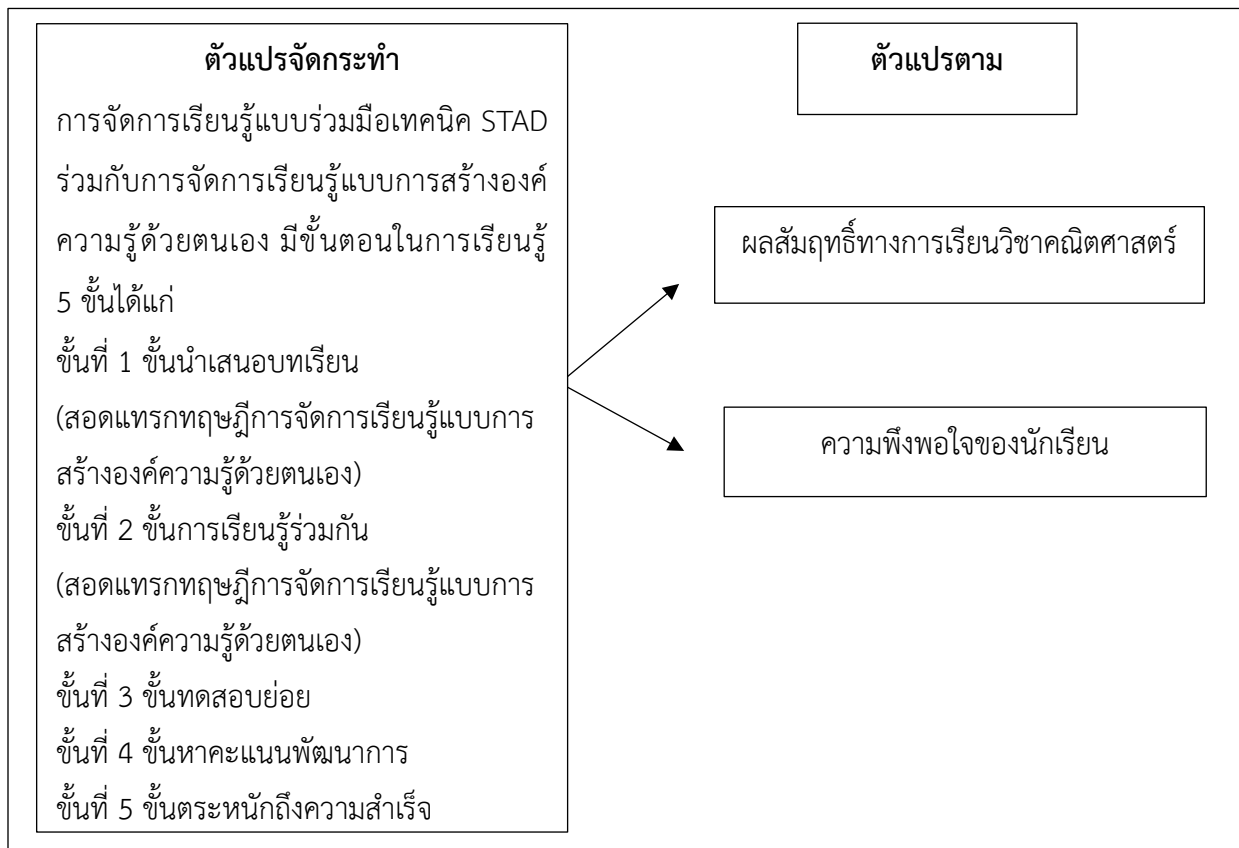 ตัวแปรจัดกระทำ
การจัดการเรียนรู้แบบร่วมมือเทคนิค STAD
ร่วมกับการจัดการเรียนรู้แบบการสร้างองค์
ความรู้ด้วยตนเอง มีขั้นตอนในการเรียนรู้
5 ขั้นได้แก่
ขั้นที่ 1 ขั้นนำเสนอบทเรียน
(สอดแทรกทฤษฎีการจัดการเรียนรู้แบบการ
สร้างองค์ความรู้ด้วยตนเอง)
ขั้นที่ 2 ขั้นการเรียนรู้ร่วมกัน
(สอดแทรกทฤษฎีการจัดการเรียนรู้แบบการ
สร้างองค์ความรู้ด้วยตนเอง)
ขั้นที่ 3 ขั้นทดสอบย่อย
ขั้นที่ 4 ขั้นหาคะแนนพัฒนาการ
ขั้นที่ 5 ขั้นตระหนักถึงความสำเร็จ
ตัวแปรตาม
ผลสัมฤทธิ์ทางการเรียนวิชาคณิตศาสตร์
ความพึงพอใจของนักเรียน